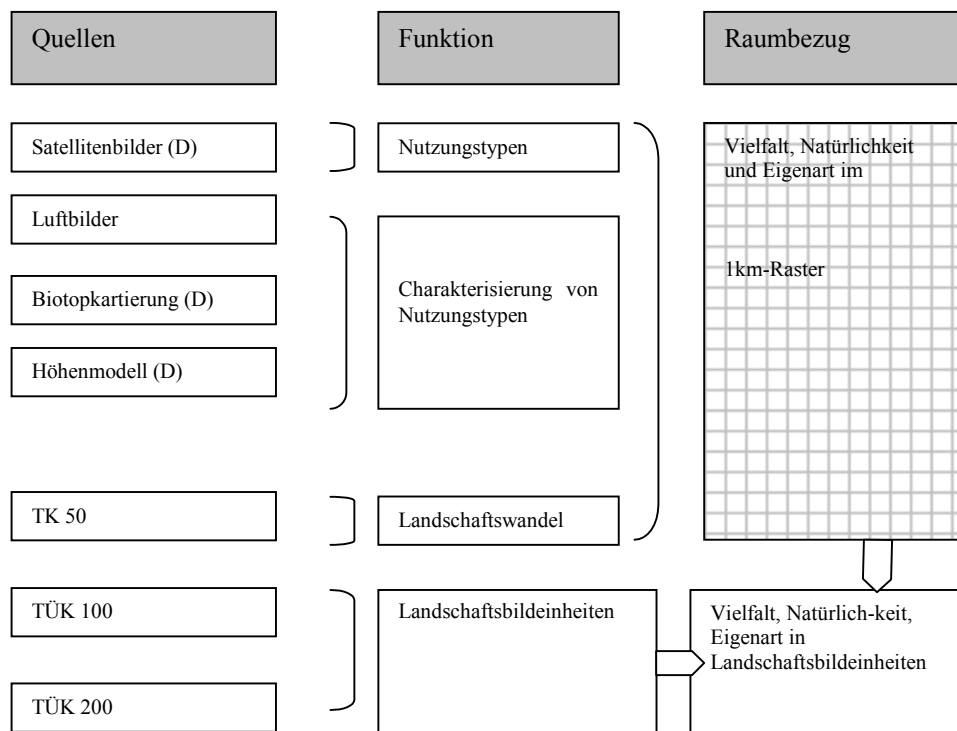 Quellen
Funktion
Raumbezug
Satellitenbilder (D)
Nutzungstypen
Vielfalt, Natürlichkeit
und Eigenart im
1km-Raster
Luftbilder
Biotopkartierung (D)
Höhenmodell (D)
Charakterisierung von
Nutzungstypen
TK 50
Landschaftswandel
TÜK 100
TÜK 200
Landschaftsbildeinheiten
Vielfalt, Natürlich-keit,
Eigenart in
Landschaftsbildeinheiten